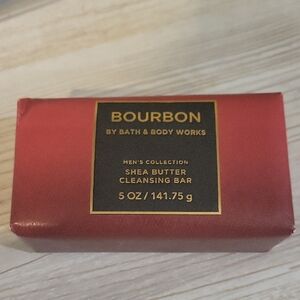 BOURBON
BY BATH & BODY WORKS
MEN'S COLLECTION
SHEA BUTTER
CLEANSING BAR
5 OZ / 141.75 g